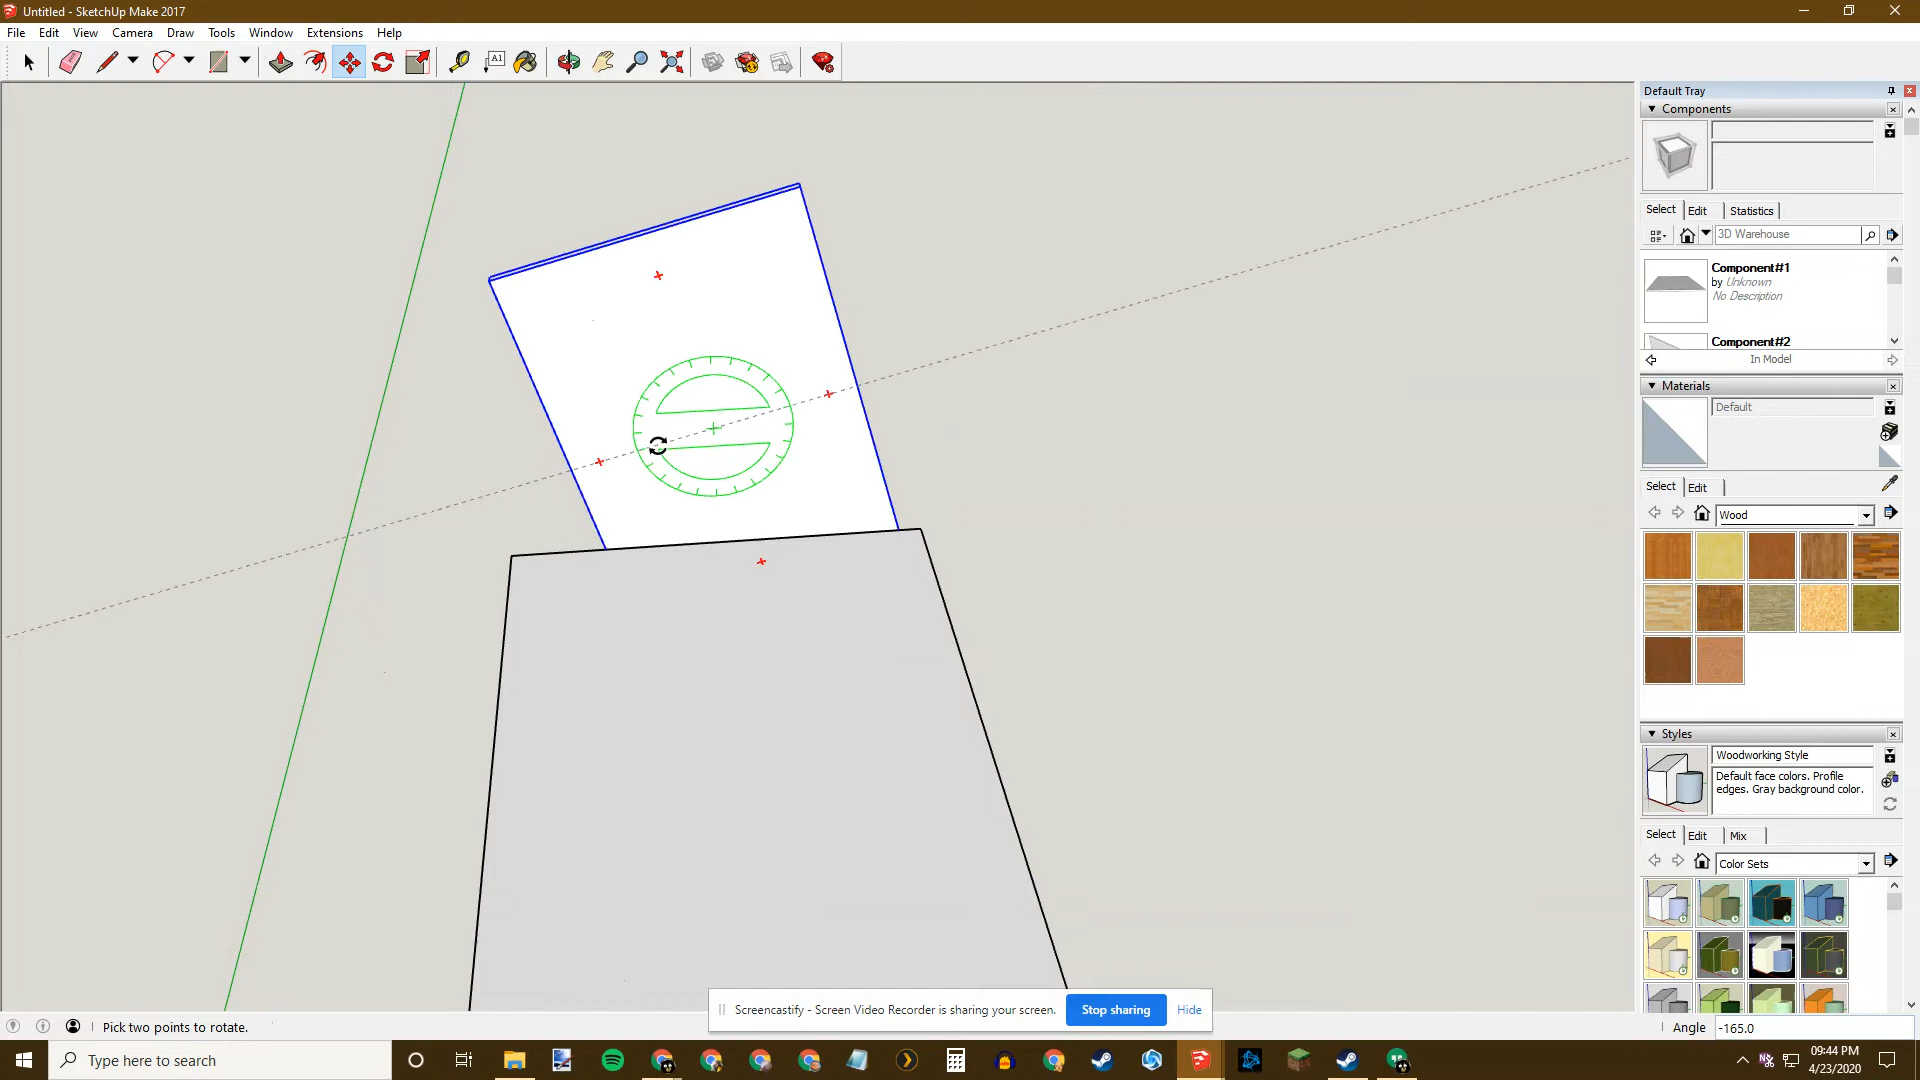 Untitled - SketchUp Make 2017
File Edit View Camera Draw Tools Window Extensions Help
A1
Default Tray
Components
Select Edit Statistics
3D Warehouse
Component#1
by Unknown
No Description
Component#2
In Model
Materials
Default
Select Edit
Wood
Styles
Woodworking Style
Default face colors. Profile
edges. Gray background color.
Select Edit Mix
Color Sets
Screencastify - Screen Video Recorder is sharing your screen. Stop sharing Hide
Pick two points to rotate.
Angle -165.0
Type here to search
09:44 PM
4/23/2020